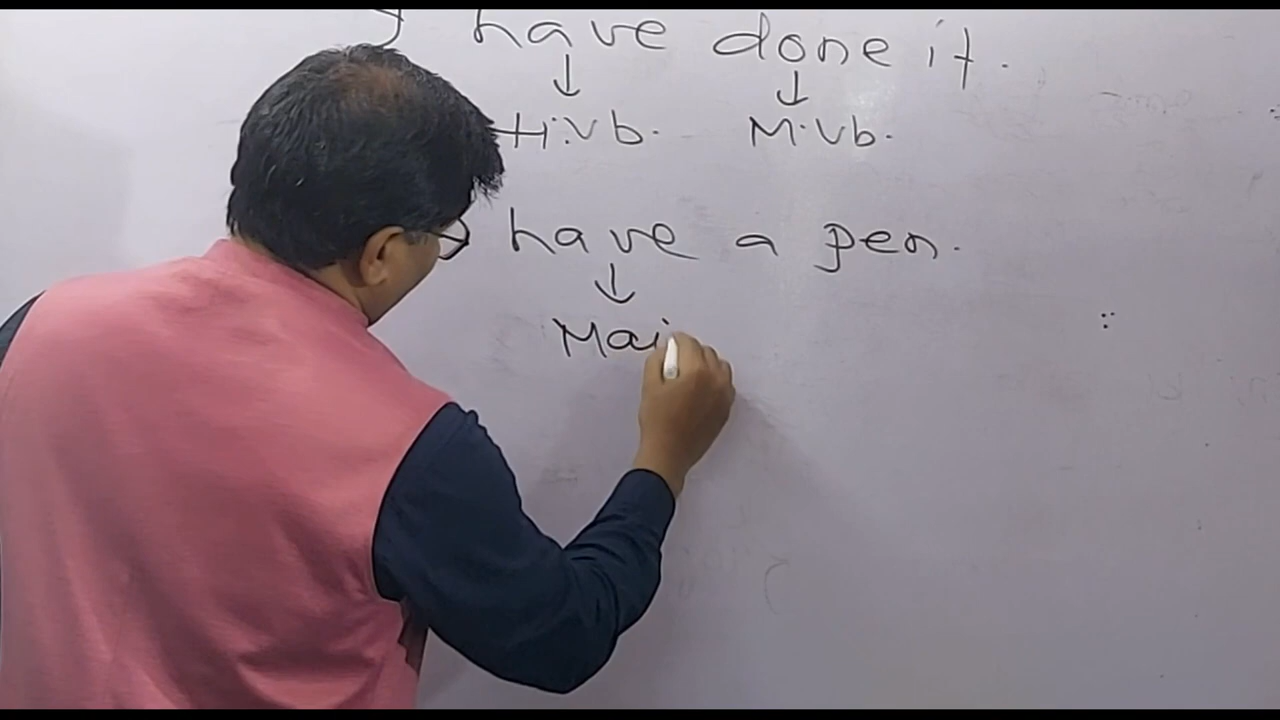 I have done it.
↓ ↓
H.Vb. M.Vb.
have a pen.
↓
Mai